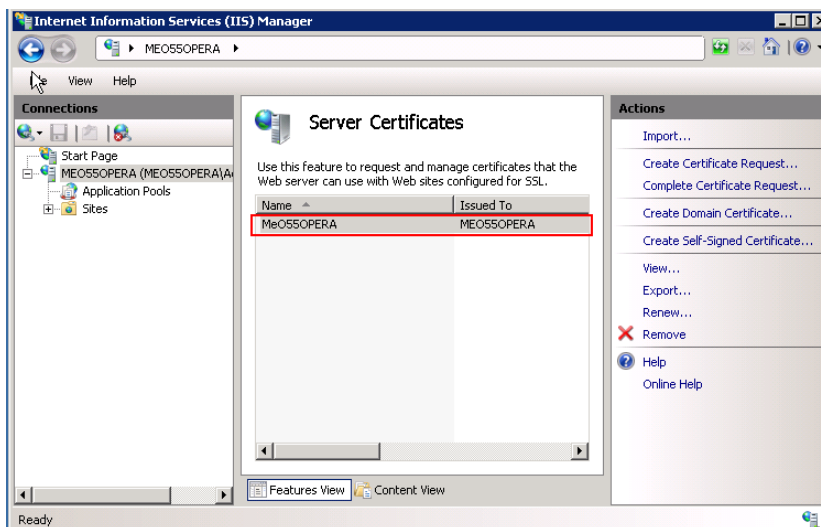 Internet Information Services (IIS) Manager
MEO55OPERA
View Help
Connections
Start Page
MEO55OPERA (MEO55OPERA\A
Application Pools
Sites
Server Certificates
Use this feature to request and manage certificates that the
Web server can use with Web sites configured for SSL.
Name Issued To
MeO55OPERA MEO55OPERA
Features View Content View
Actions
Import...
Create Certificate Request...
Complete Certificate Request...
Create Domain Certificate...
Create Self-Signed Certificate...
View...
Export...
Renew...
Remove
Help
Online Help
Ready